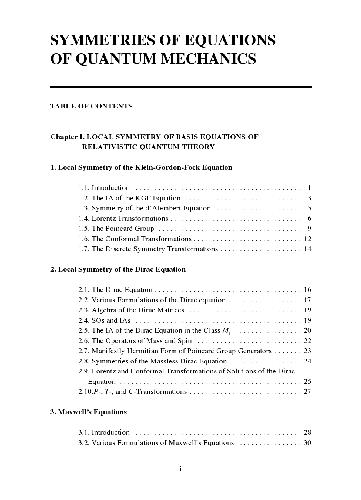 SYMMETRIES OF EQUATIONS
OF QUANTUM MECHANICS
TABLE OF CONTENTS
Chapter I. LOCAL SYMMETRY OF BASIS EQUATIONS OF
RELATIVISTIC QUANTUM THEORY
1. Local Symmetry of the Klein-Gordon-Fock Equation
1.1. Introduction . . . . . . . . . . . . . . . . . . . . . . . . . . . . . . . . . . . . . . . . 1
1.2. The IA of the KGF Equation . . . . . . . . . . . . . . . . . . . . . . . . . . . 3
1.3. Symmetry of the d'Alembert Equation . . . . . . . . . . . . . . . . . . . . 5
1.4. Lorentz Transformations . . . . . . . . . . . . . . . . . . . . . . . . . . . . . . 6
1.5. The Poincaré Group . . . . . . . . . . . . . . . . . . . . . . . . . . . . . . . . . 9
1.6. The Conformal Transformations . . . . . . . . . . . . . . . . . . . . . . . . 12
1.7. The Discrete Symmetry Transformations . . . . . . . . . . . . . . . . . . 14
2. Local Symmetry of the Dirac Equation
2.1. The Dirac Equation . . . . . . . . . . . . . . . . . . . . . . . . . . . . . . . . . 16
2.2. Various Formulations of the Dirac equation . . . . . . . . . . . . . . . . 17
2.3. Algebra of the Dirac Matrices . . . . . . . . . . . . . . . . . . . . . . . . . . 19
2.4. SOs and IAs . . . . . . . . . . . . . . . . . . . . . . . . . . . . . . . . . . . . . . . 19
2.5. The IA of the Dirac Equation in the Class M₁ . . . . . . . . . . . . . . 20
2.6. The Operators of Mass and Spin . . . . . . . . . . . . . . . . . . . . . . . . 22
2.7. Manifestly Hermitian Form of Poincaré Group Generators . . . . . . 23
2.8. Symmetries of the Massless Dirac Equation . . . . . . . . . . . . . . . . 24
2.9. Lorentz and Conformal Transformations of Solutions of the Dirac
Equation . . . . . . . . . . . . . . . . . . . . . . . . . . . . . . . . . . . . . . . . . 25
2.10. P-, T-, and C-Transformations . . . . . . . . . . . . . . . . . . . . . . . . . 27
3. Maxwell's Equations
3.1. Introduction . . . . . . . . . . . . . . . . . . . . . . . . . . . . . . . . . . . . . . . 28
3.2. Various Formulations of Maxwell's Equations . . . . . . . . . . . . . . 30
i